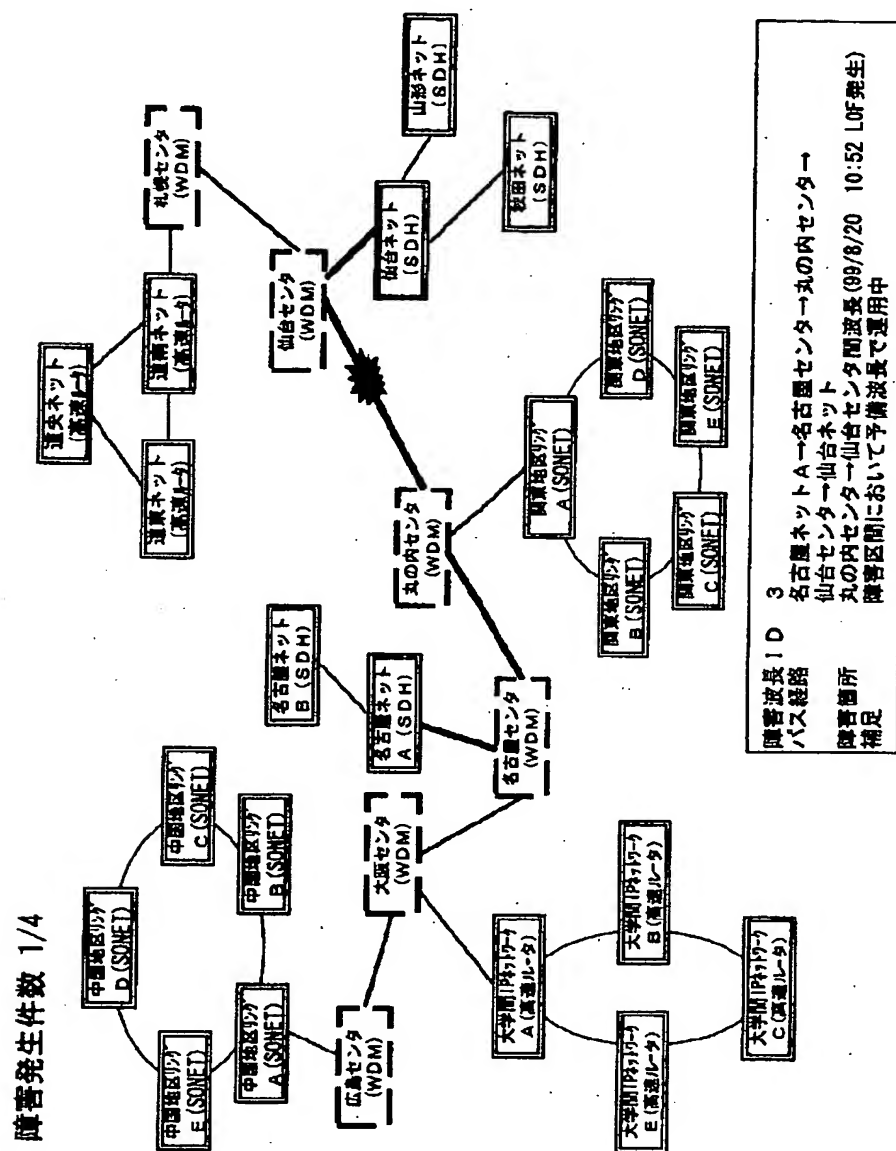 障害発生件数 1/4
中国地区リング
D (SONET)
中国地区リング
E (SONET)
中国地区リング
C (SONET)
中国地区リング
A (SONET)
中国地区リング
B (SONET)
広島センタ
(WDM)
大阪センタ
(WDM)
大学間IPネットワーク
A (高速ルータ)
大学間IPネットワーク
E (高速ルータ)
大学間IPネットワーク
B (高速ルータ)
大学間IPネットワーク
C (高速ルータ)
名古屋ネット
B (SDH)
名古屋ネット
A (SDH)
名古屋センタ
(WDM)
丸の内センタ
(WDM)
関東地区リング
A (SONET)
関東地区リング
B (SONET)
関東地区リング
D (SONET)
関東地区リング
C (SONET)
関東地区リング
E (SONET)
道央ネット
(高速ルータ)
道東ネット
(高速ルータ)
道南ネット
(高速ルータ)
札幌センタ
(WDM)
仙台センタ
(WDM)
仙台ネット
(SDH)
山形ネット
(SDH)
秋田ネット
(SDH)
障害波長ID 3
パス経路 名古屋ネットA→名古屋センタ→丸の内センタ→
仙台センタ→仙台ネット
障害箇所 丸の内センタ→仙台センタ間波長(99/8/20 10:52 LOF発生)
補足 障害区間において予備波長で運用中